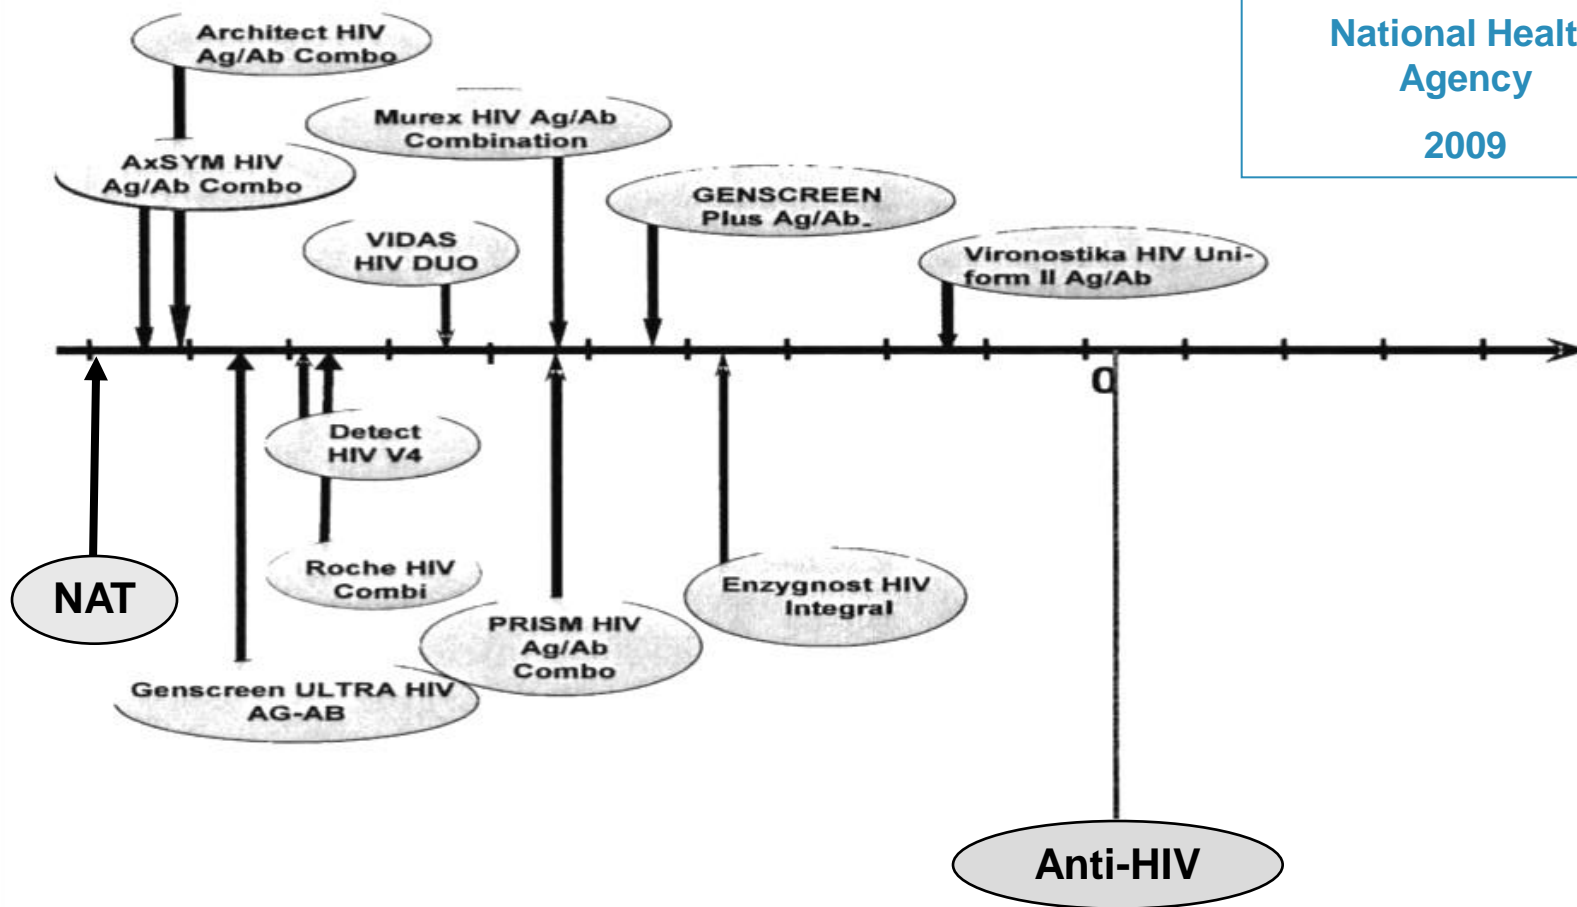 Architect HIV
Ag/Ab Combo
National Healt
Agency
2009
Murex HIV Ag/Ab
Combination
AxSYM HIV
Ag/Ab Combo
GENSCREEN
Plus Ag/Ab
VIDAS
HIV DUO
Vironostika HIV Uni-
form II Ag/Ab
0
Detect
HIV V4
Roche HIV
Combi
NAT
Enzygnost HIV
Integral
PRISM HIV
Ag/Ab
Combo
Genscreen ULTRA HIV
AG-AB
Anti-HIV